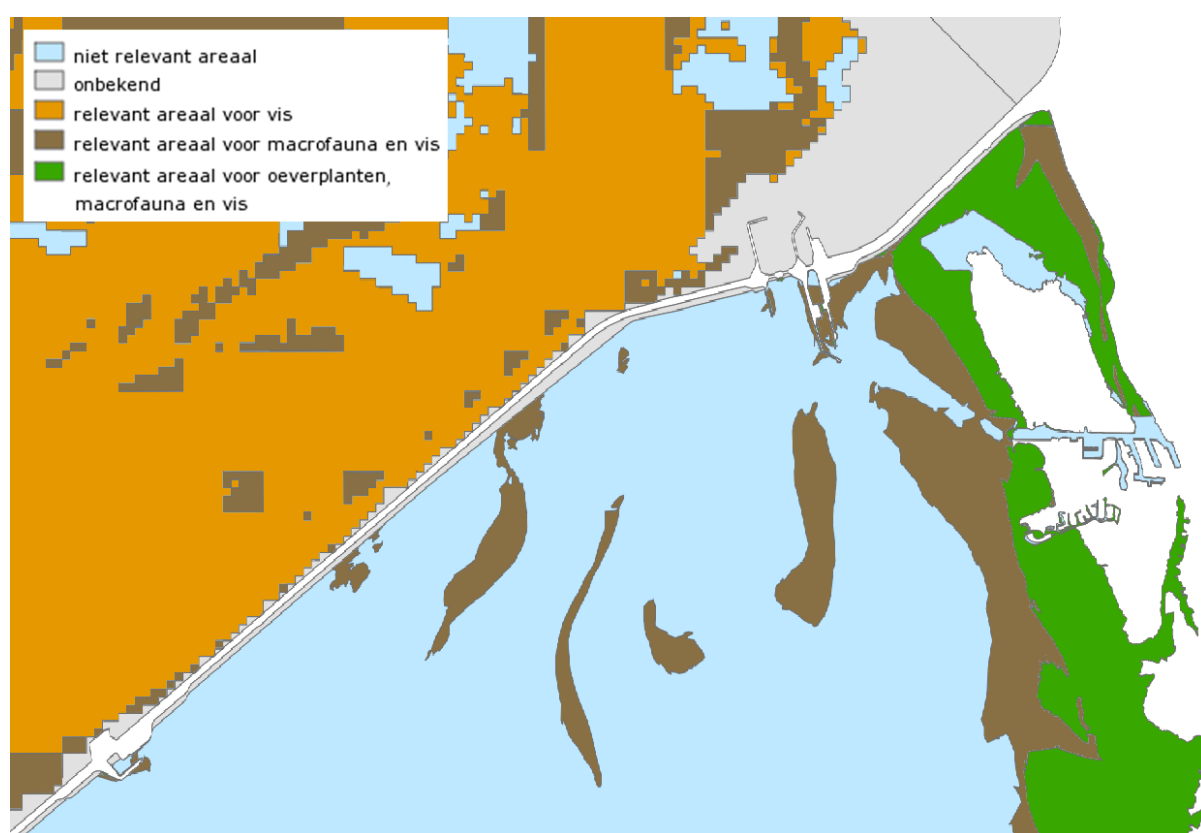 niet relevant areaal
onbekend
relevant areaal voor vis
relevant areaal voor macrofauna en vis
relevant areaal voor oeverplanten,
macrofauna en vis